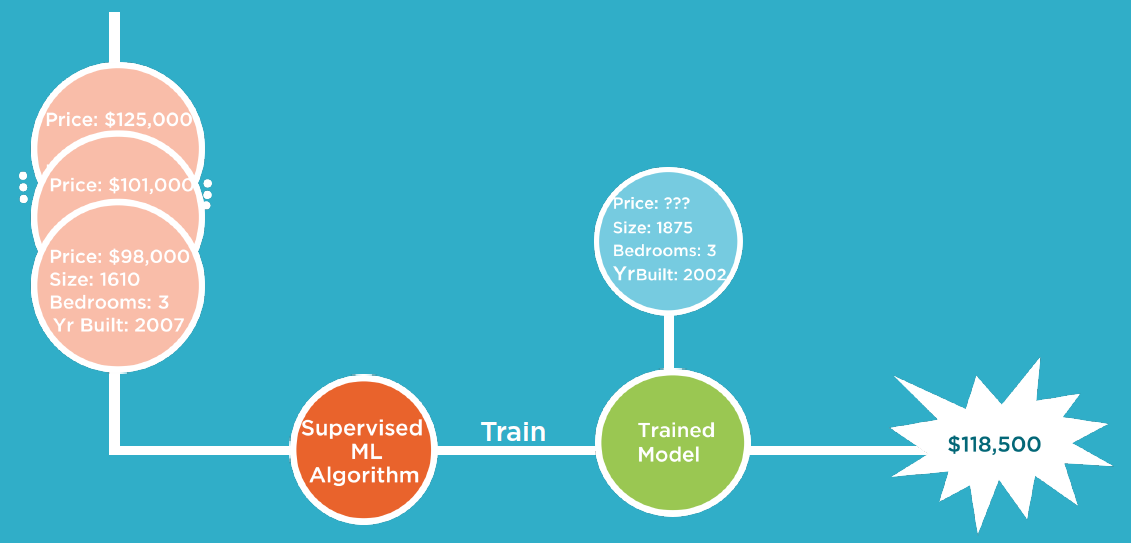 Price: $125,000
Price: $101,000
Price: $98,000
Size: 1610
Bedrooms: 3
Yr Built: 2007
Supervised
ML
Algorithm
Train
Price: ???
Size: 1875
Bedrooms: 3
YrBuilt: 2002
Trained
Model
$118,500